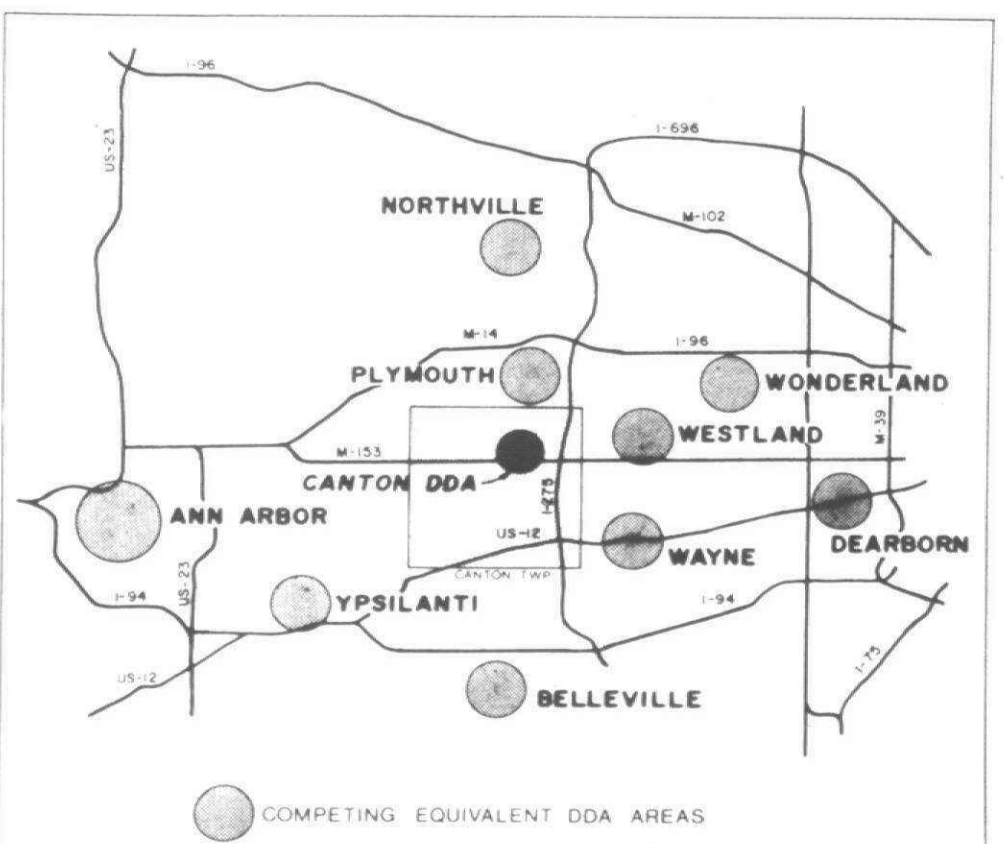 I-96
US-23
I-696
NORTHVILLE
M-102
M-14
I-96
PLYMOUTH
WONDERLAND
M-39
WESTLAND
M-153
CANTON DDA
I-275
ANN ARBOR
US-12
WAYNE
DEARBORN
CANTON TWP
US-23
I-94
YPSILANTI
I-94
I-75
US-12
BELLEVILLE
COMPETING EQUIVALENT DDA AREAS